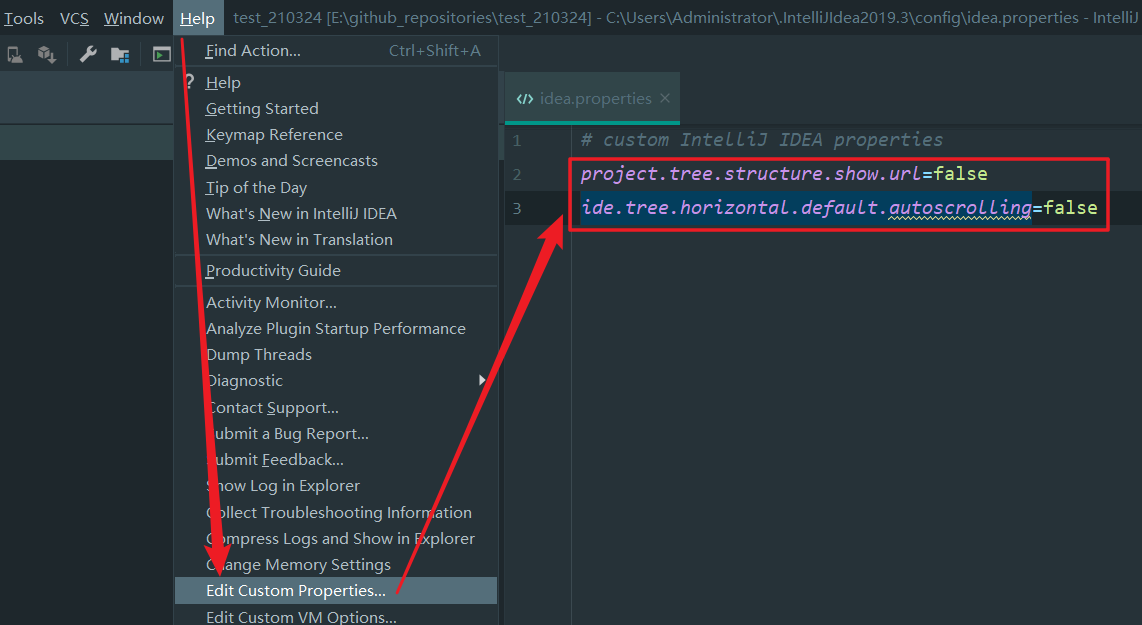 Tools VCS Window Help test_210324 [E:\github_repositories\test_210324] - C:\Users\Administrator\.IntelliJIdea2019.3\config\idea.properties - IntelliJ
Find Action... Ctrl+Shift+A
? Help
Getting Started
Keymap Reference
Demos and Screencasts
Tip of the Day
What's New in IntelliJ IDEA
What's New in Translation
Productivity Guide
Activity Monitor...
Analyze Plugin Startup Performance
Dump Threads
Diagnostic
Contact Support...
Submit a Bug Report...
Submit Feedback...
Show Log in Explorer
Collect Troubleshooting Information
Compress Logs and Show in Explorer
Change Memory Settings
Edit Custom Properties...
Edit Custom VM Options...
idea.properties
1 # custom IntelliJ IDEA properties
2 project.tree.structure.show.url=false
3 ide.tree.horizontal.default.autoscrolling=false